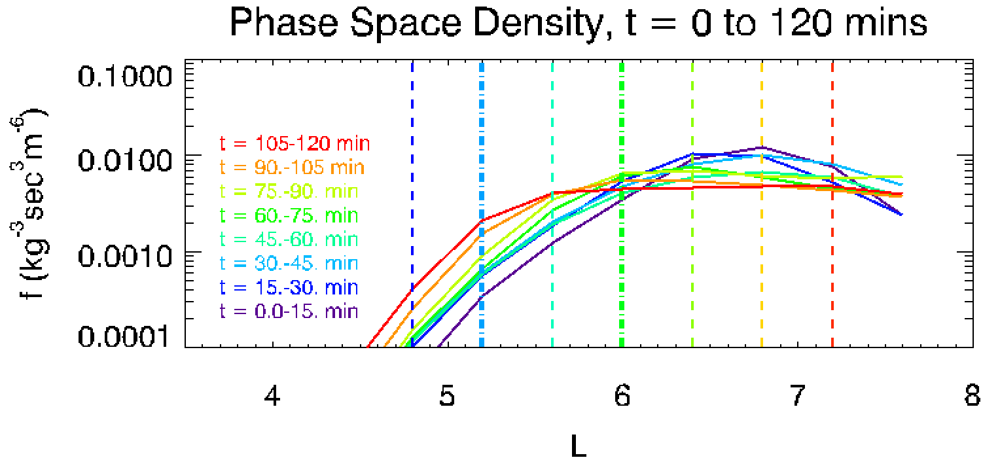 Phase Space Density, t = 0 to 120 mins
f (kg⁻³sec³m⁻⁶)
0.1000
0.0100
0.0010
0.0001
t = 105-120 min
t = 90.-105 min
t = 75.-90. min
t = 60.-75. min
t = 45.-60. min
t = 30.-45. min
t = 15.-30. min
t = 0.0-15. min
4 5 6 7 8
L